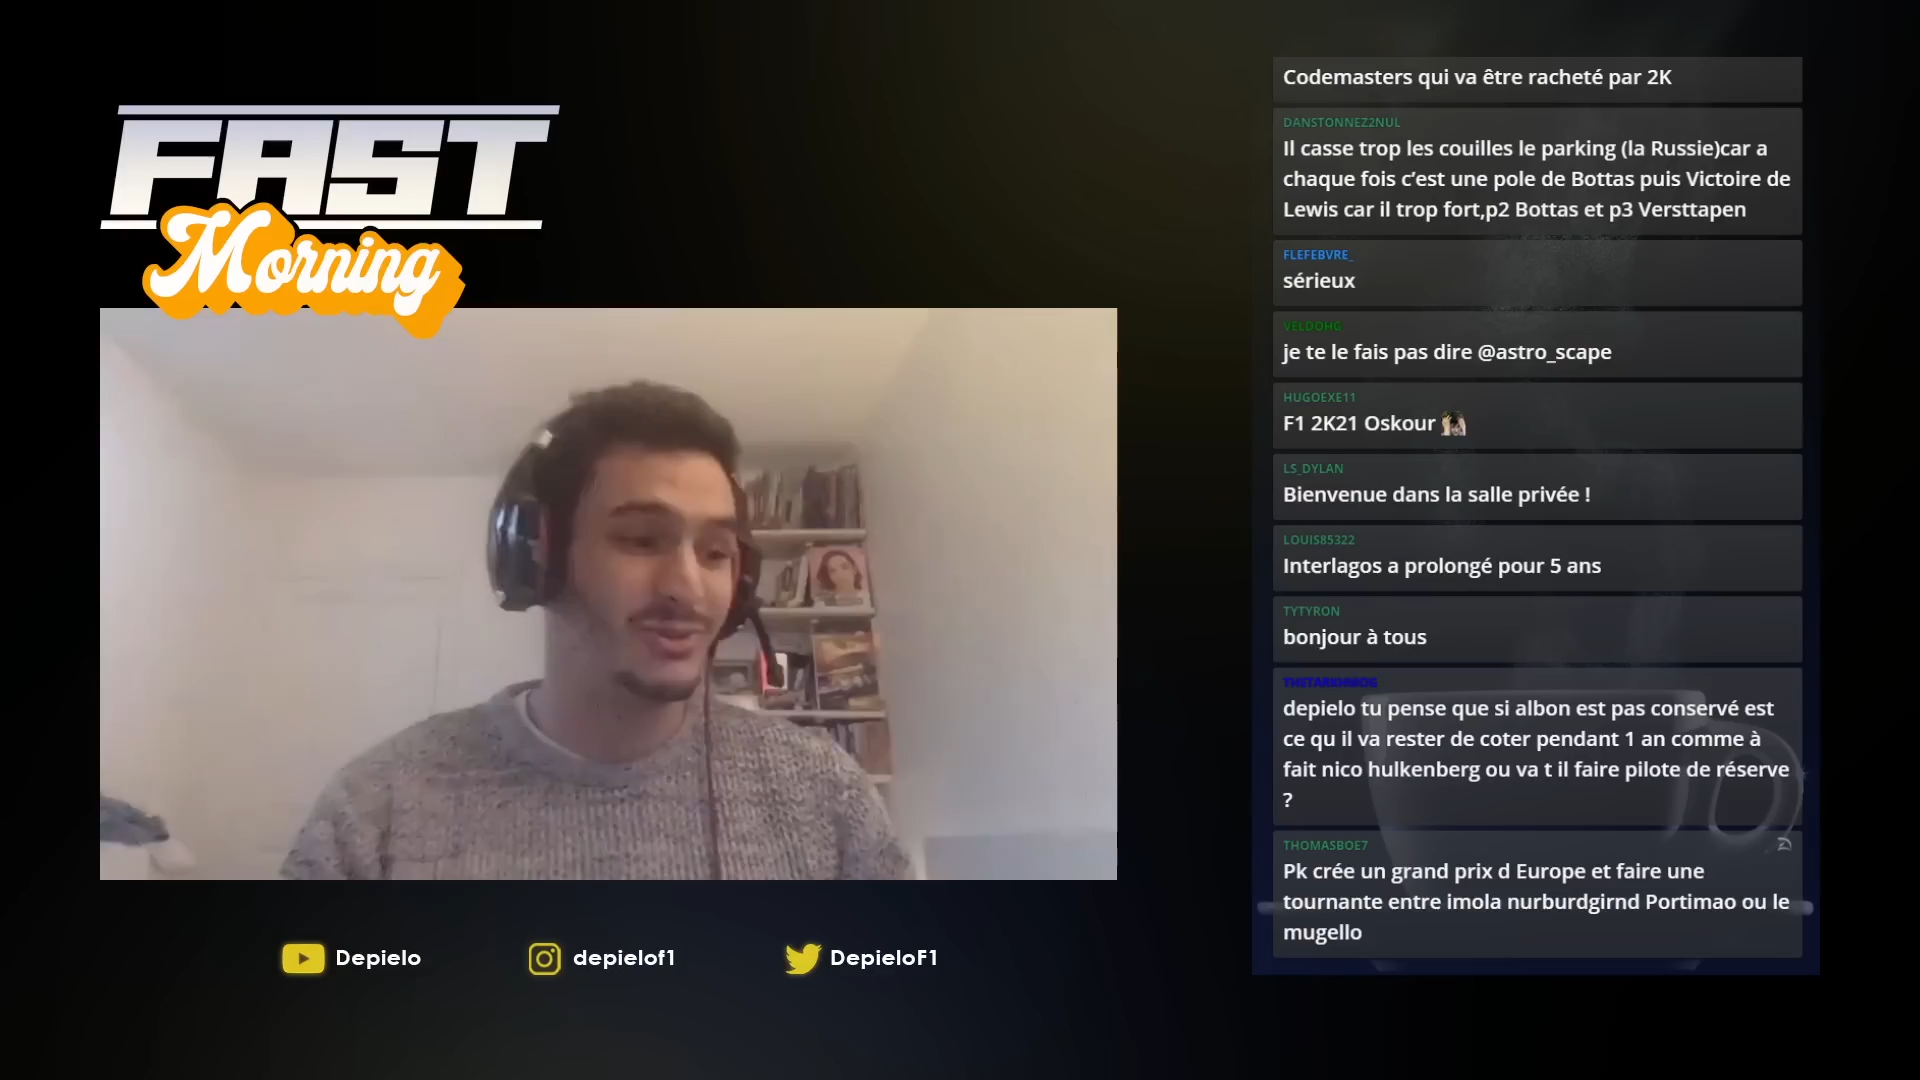 FAST
Morning
Depielo
depielof1
DepieloF1
Codemasters qui va être racheté par 2K
DANSTONNEZ2NUL
Il casse trop les couilles le parking (la Russie)car a
chaque fois c’est une pole de Bottas puis Victoire de
Lewis car il trop fort,p2 Bottas et p3 Versttapen
FLEFEBVRE_
sérieux
VELDOHG
je te le fais pas dire @astro_scape
HUGOEXE11
F1 2K21 Oskour
LS_DYLAN
Bienvenue dans la salle privée !
LOUIS85322
Interlagos a prolongé pour 5 ans
TYTYRON
bonjour à tous
depielo tu pense que si albon est pas conservé est
ce qu il va rester de coter pendant 1 an comme à
fait nico hulkenberg ou va t il faire pilote de réserve
?
THOMASBOE7
Pk crée un grand prix d Europe et faire une
tournante entre imola nurburdgirnd Portimao ou le
mugello